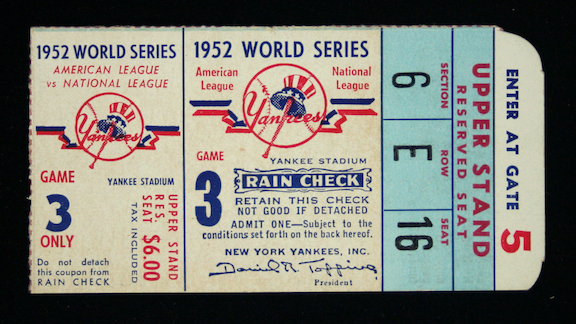 1952 WORLD SERIES
AMERICAN LEAGUE
vs NATIONAL LEAGUE
Yankees
GAME
3
ONLY
YANKEE STADIUM
UPPER STAND
RES. SEAT $6.00
TAX INCLUDED
Do not detach
this coupon from
RAIN CHECK
1952 WORLD SERIES
American League
National League
Yankees
GAME
3
YANKEE STADIUM
RAIN CHECK
RETAIN THIS CHECK
NOT GOOD IF DETACHED
ADMIT ONE—Subject to the
conditions set forth on the back hereof.
NEW YORK YANKEES, INC.
Daniel R. Topping
President
SECTION
6
ROW
E
SEAT
16
UPPER STAND
RESERVED SEAT
ENTER AT GATE 5